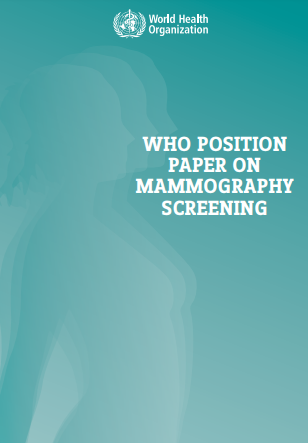 World Health
Organization
WHO POSITION
PAPER ON
MAMMOGRAPHY
SCREENING